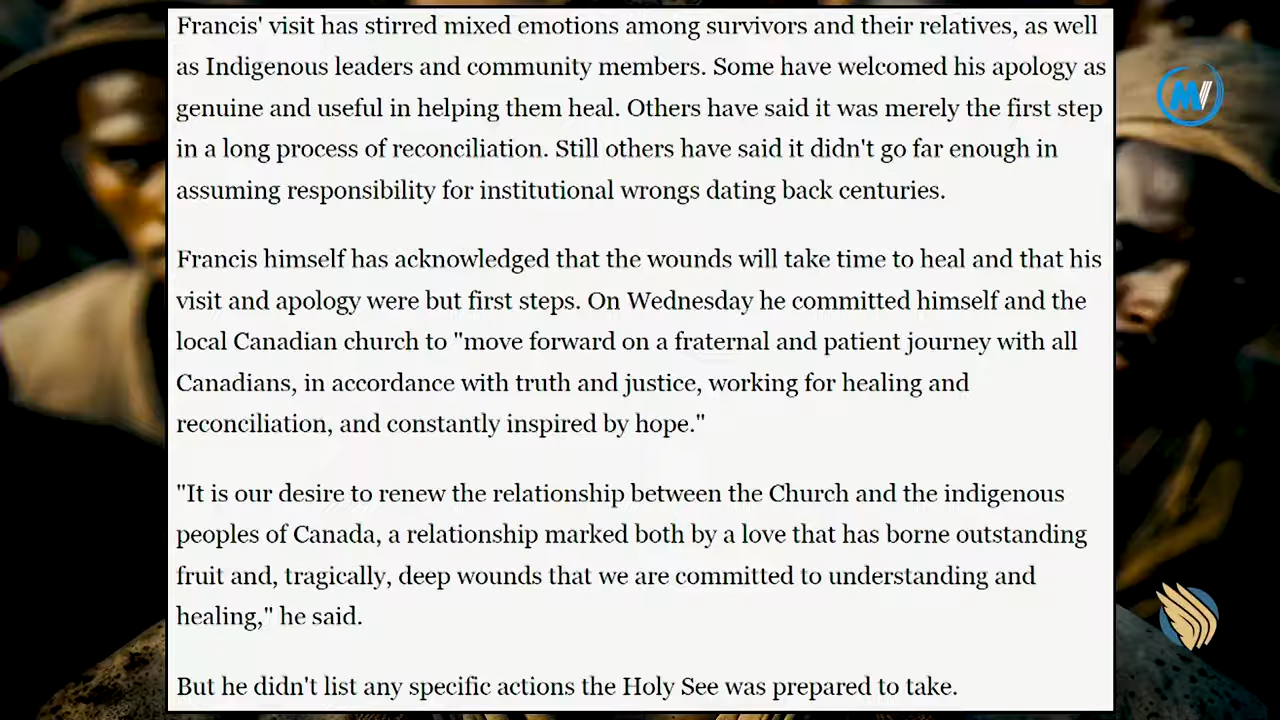 Francis' visit has stirred mixed emotions among survivors and their relatives, as well
as Indigenous leaders and community members. Some have welcomed his apology as
genuine and useful in helping them heal. Others have said it was merely the first step
in a long process of reconciliation. Still others have said it didn't go far enough in
assuming responsibility for institutional wrongs dating back centuries.
Francis himself has acknowledged that the wounds will take time to heal and that his
visit and apology were but first steps. On Wednesday he committed himself and the
local Canadian church to "move forward on a fraternal and patient journey with all
Canadians, in accordance with truth and justice, working for healing and
reconciliation, and constantly inspired by hope."
"It is our desire to renew the relationship between the Church and the indigenous
peoples of Canada, a relationship marked both by a love that has borne outstanding
fruit and, tragically, deep wounds that we are committed to understanding and
healing," he said.
But he didn't list any specific actions the Holy See was prepared to take.
MV